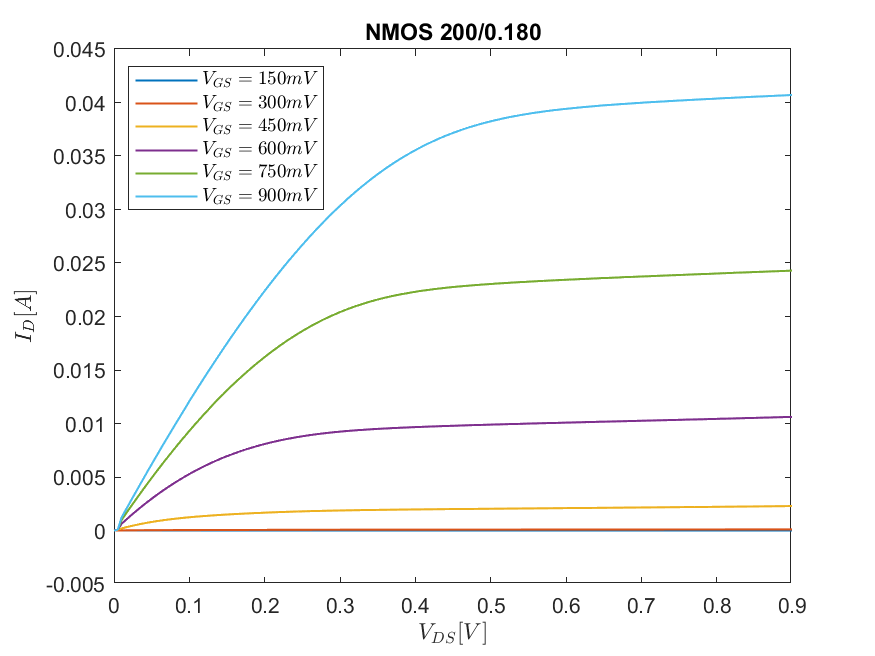 NMOS 200/0.180
0.045
0.04
0.035
0.03
0.025
0.02
0.015
0.01
0.005
0
-0.005
I_D[A]
V_GS = 150mV
V_GS = 300mV
V_GS = 450mV
V_GS = 600mV
V_GS = 750mV
V_GS = 900mV
0 0.1 0.2 0.3 0.4 0.5 0.6 0.7 0.8 0.9
V_DS[V]